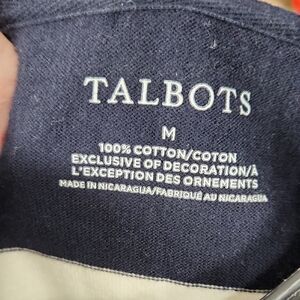 TALBOTS
M
100% COTTON/COTON
EXCLUSIVE OF DECORATION/À
L'EXCEPTION DES ORNEMENTS
MADE IN NICARAGUA/FABRIQUÉ AU NICARAGUA